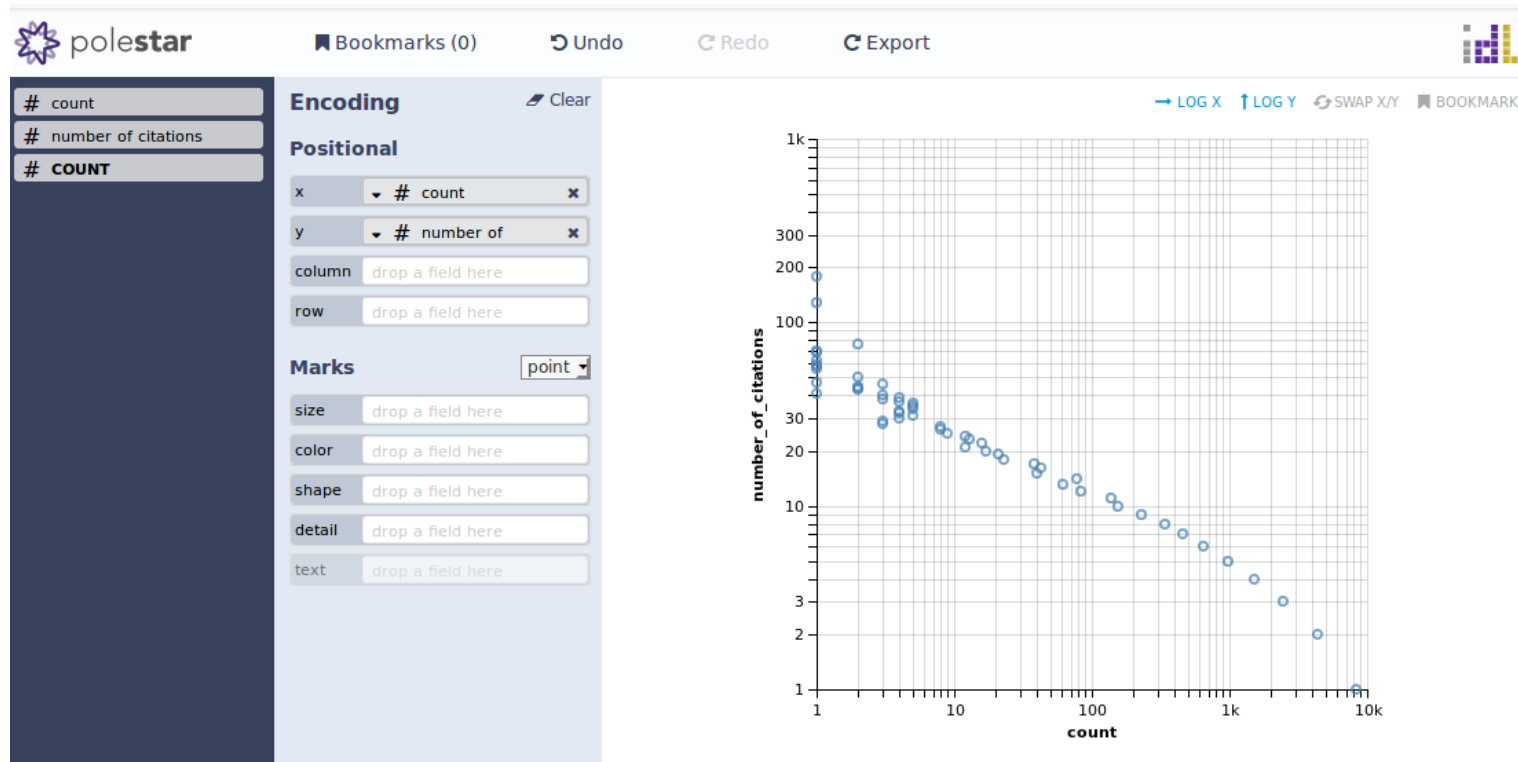 polestar
Bookmarks (0)
Undo
Redo
Export
idl
# count
# number of citations
# COUNT
Encoding
Clear
Positional
x
# count
y
# number of
column
drop a field here
row
drop a field here
Marks
point
size
drop a field here
color
drop a field here
shape
drop a field here
detail
drop a field here
text
drop a field here
LOG X
LOG Y
SWAP X/Y
BOOKMARK
number_of_citations
1k
300
200
100
30
20
10
3
2
1
1
10
100
1k
10k
count